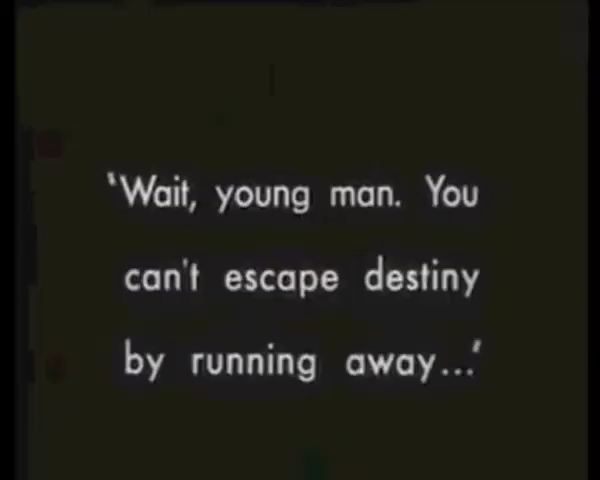 ‘Wait, young man. You
can't escape destiny
by running away...’